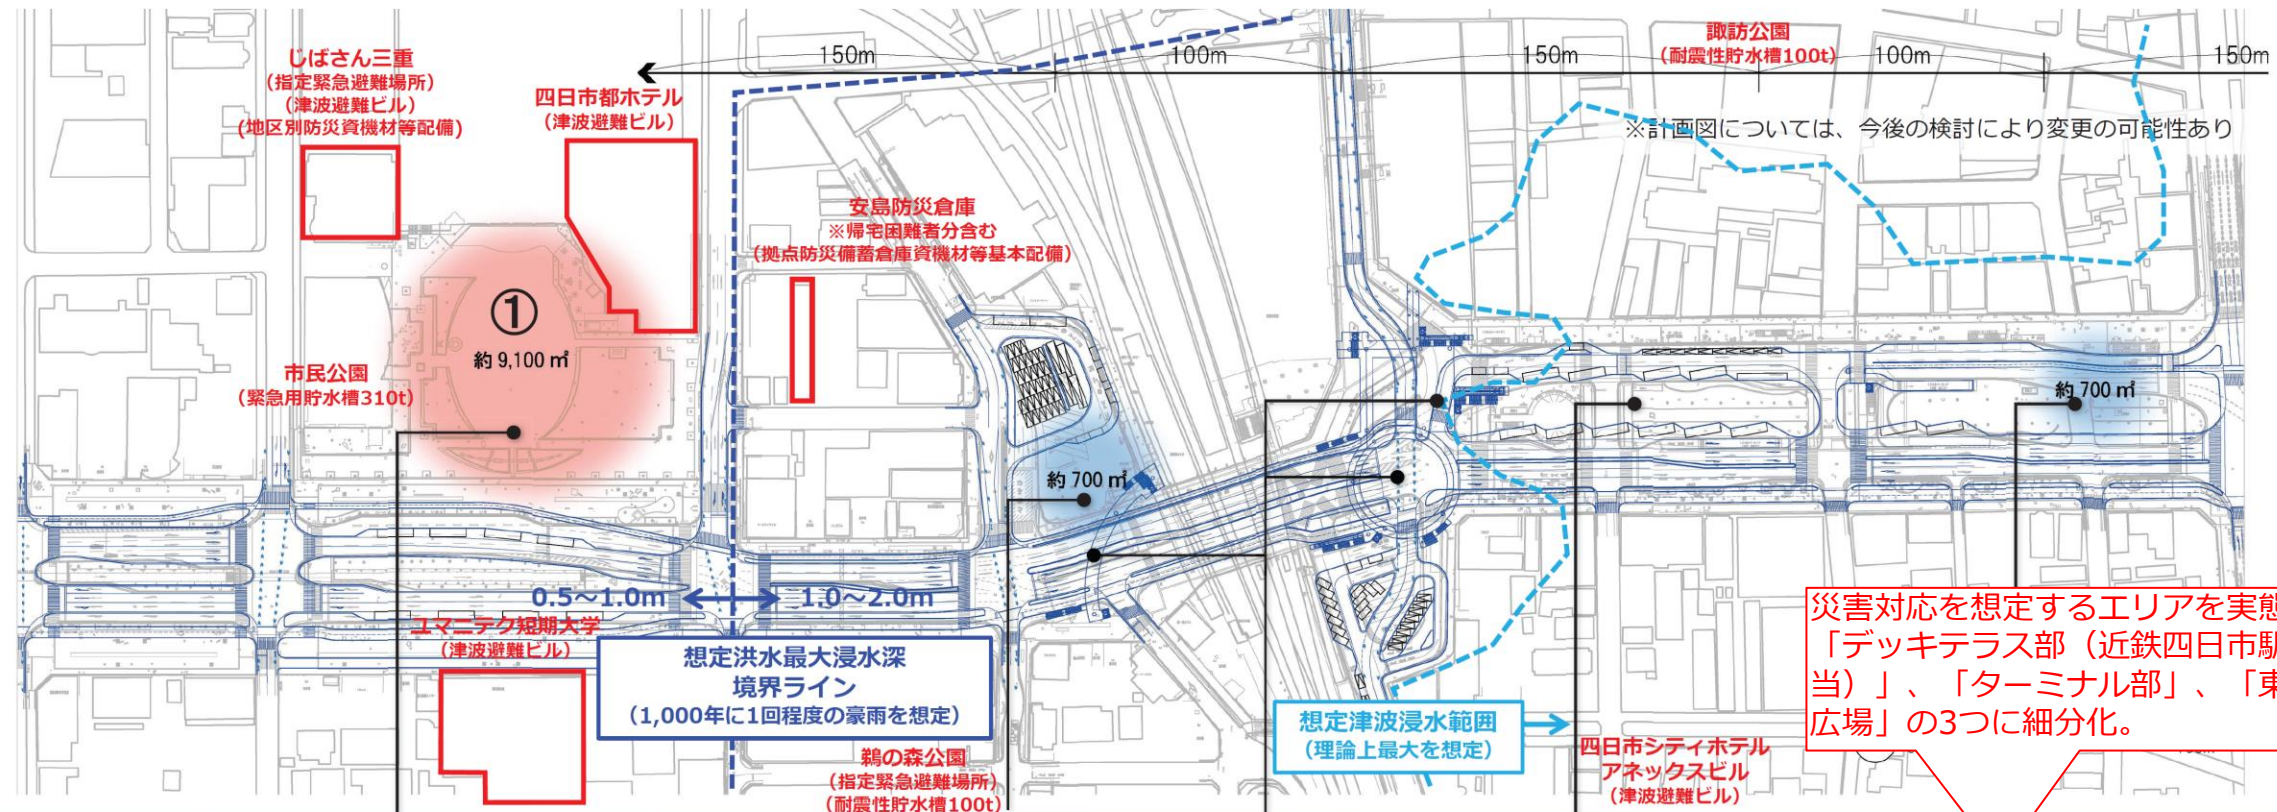 150m
100m
150m
100m
150m
諏訪公園
(耐震性貯水槽100t)
※計画図については、今後の検討により変更の可能性あり
じばさん三重
(指定緊急避難場所)
(津波避難ビル)
(地区別防災資機材等配備)
四日市都ホテル
(津波避難ビル)
安島防災倉庫
※帰宅困難者分含む
(拠点防災備蓄倉庫資機材等基本配備)
①
約 9,100 ㎡
市民公園
(緊急用貯水槽310t)
約 700 ㎡
約 700 ㎡
0.5～1.0m
1.0～2.0m
ユマニテク短期大学
(津波避難ビル)
想定洪水最大浸水深
境界ライン
(1,000年に1回程度の豪雨を想定)
鵜の森公園
(指定緊急避難場所)
(耐震性貯水槽100t)
想定津波浸水範囲
(理論上最大を想定)
四日市シティホテル
アネックスビル
(津波避難ビル)
災害対応を想定するエリアを実態
「デッキテラス部（近鉄四日市駅
当）」、「ターミナル部」、「東
広場」の3つに細分化。